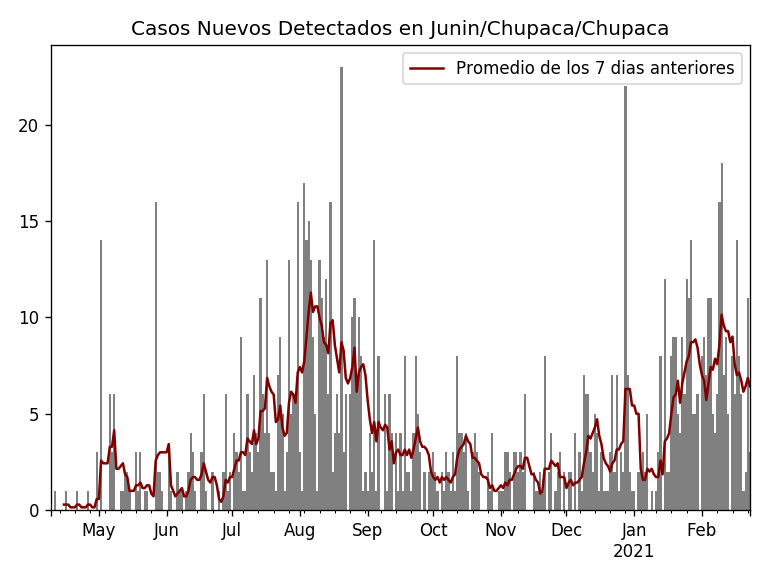 Casos Nuevos Detectados en Junin/Chupaca/Chupaca
Promedio de los 7 dias anteriores
20
15
10
5
0
May Jun Jul Aug Sep Oct Nov Dec Jan Feb
2021